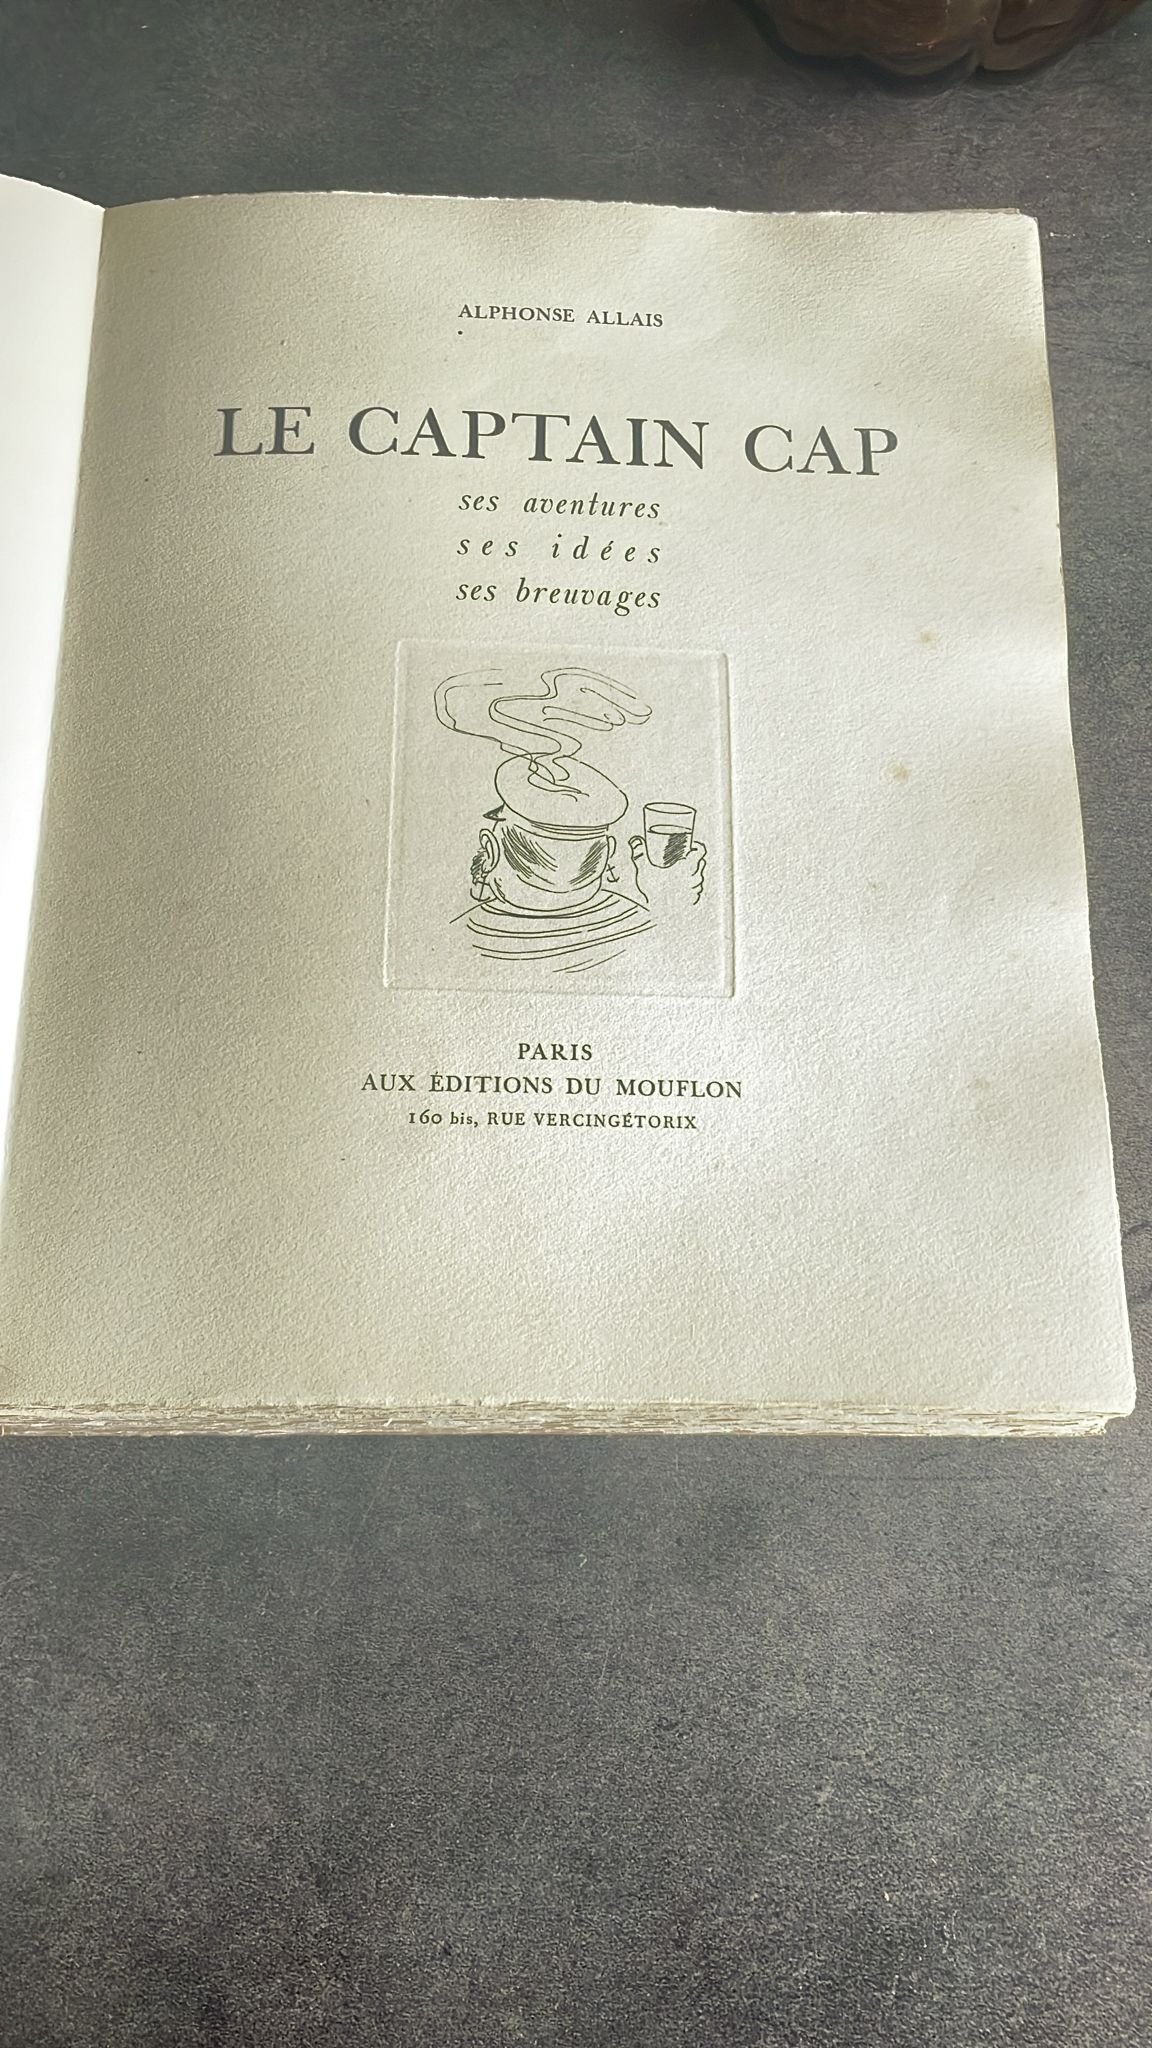 ALPHONSE ALLAIS
LE CAPTAIN CAP
ses aventures
ses idées
ses breuvages
PARIS
AUX ÉDITIONS DU MOUFLON
160 bis, RUE VERCINGÉTORIX